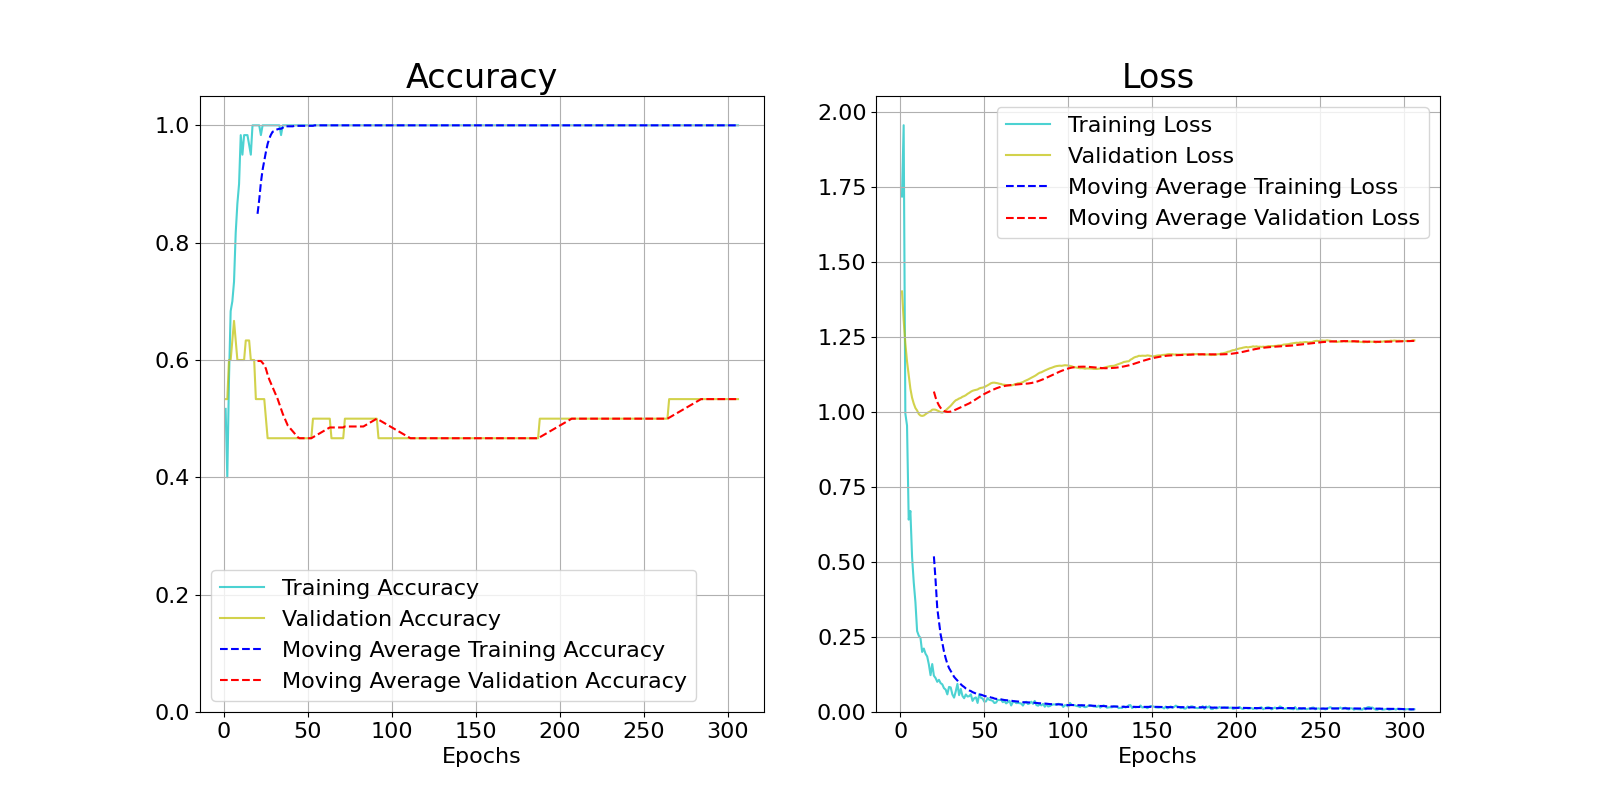 Accuracy
1.0
0.8
0.6
0.4
0.2
0.0
Training Accuracy
Validation Accuracy
Moving Average Training Accuracy
Moving Average Validation Accuracy
0 50 100 150 200 250 300
Epochs
Loss
2.00
1.75
1.50
1.25
1.00
0.75
0.50
0.25
0.00
Training Loss
Validation Loss
Moving Average Training Loss
Moving Average Validation Loss
0 50 100 150 200 250 300
Epochs